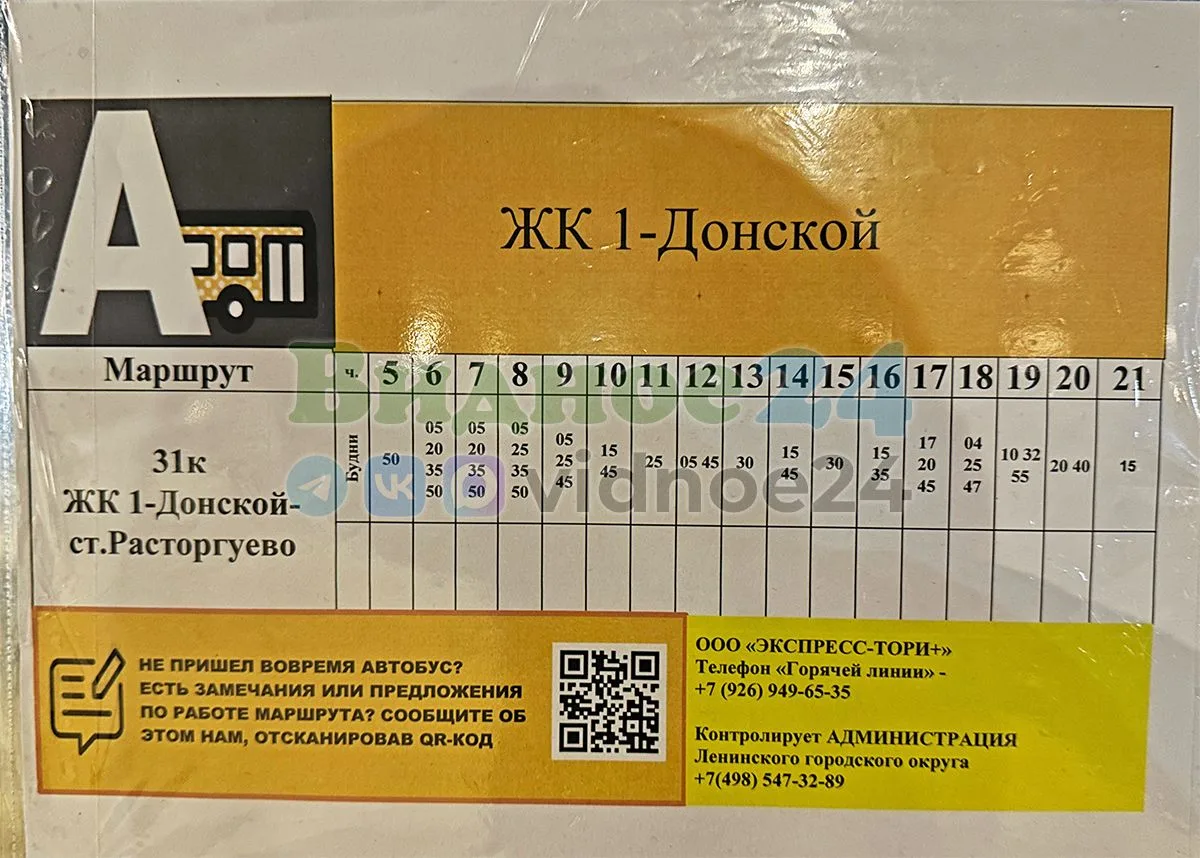 А
ЖК 1-Донской
Маршрут ч. 5 6 7 8 9 10 11 12 13 14 15 16 17 18 19 20 21
Видное24
vidnoe24
31к
ЖК 1-Донской-
ст.Расторгуево
Будни
50
05
20
35
50
05
20
35
50
05
25
35
50
05
25
45
15
45
25
05 45
30
15
45
30
15
35
17
20
45
04
25
47
10 32
55
20 40
15
НЕ ПРИШЕЛ ВОВРЕМЯ АВТОБУС?
ЕСТЬ ЗАМЕЧАНИЯ ИЛИ ПРЕДЛОЖЕНИЯ
ПО РАБОТЕ МАРШРУТА? СООБЩИТЕ ОБ
ЭТОМ НАМ, ОТСКАНИРОВАВ QR-КОД
ООО «ЭКСПРЕСС-ТОРИ+»
Телефон «Горячей линии» -
+7 (926) 949-65-35
Контролирует АДМИНИСТРАЦИЯ
Ленинского городского округа
+7(498) 547-32-89